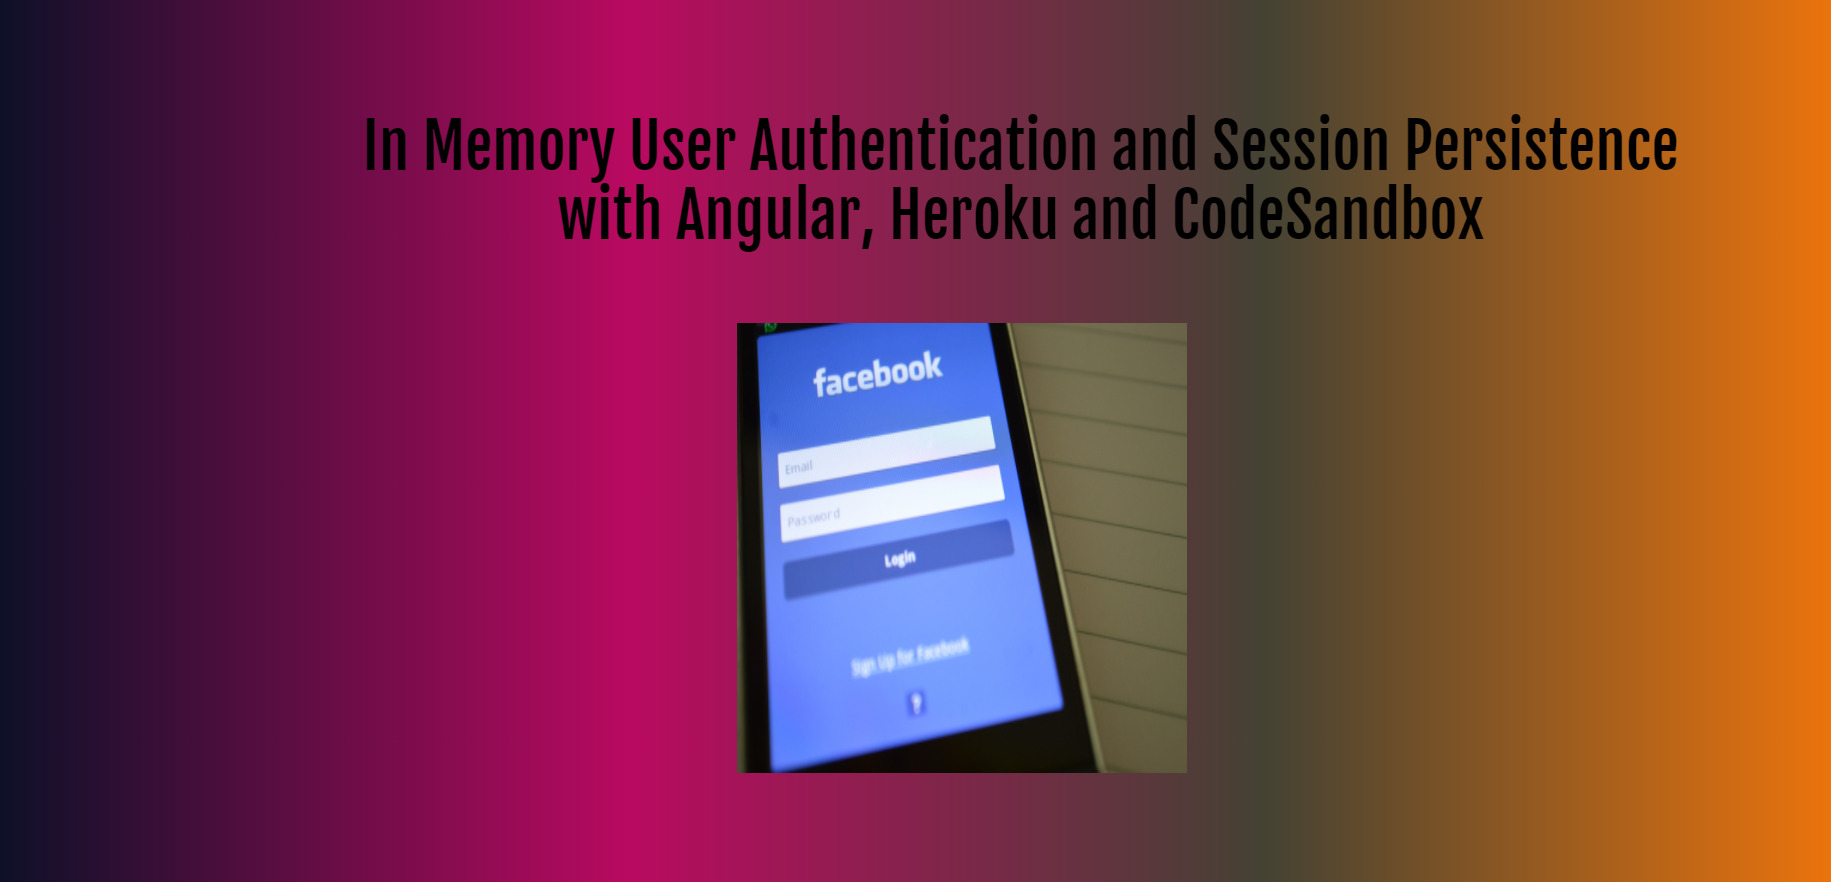 In Memory User Authentication and Session Persistence
with Angular, Heroku and CodeSandbox
facebook
Email
Password
Login
Sign Up for Facebook
?